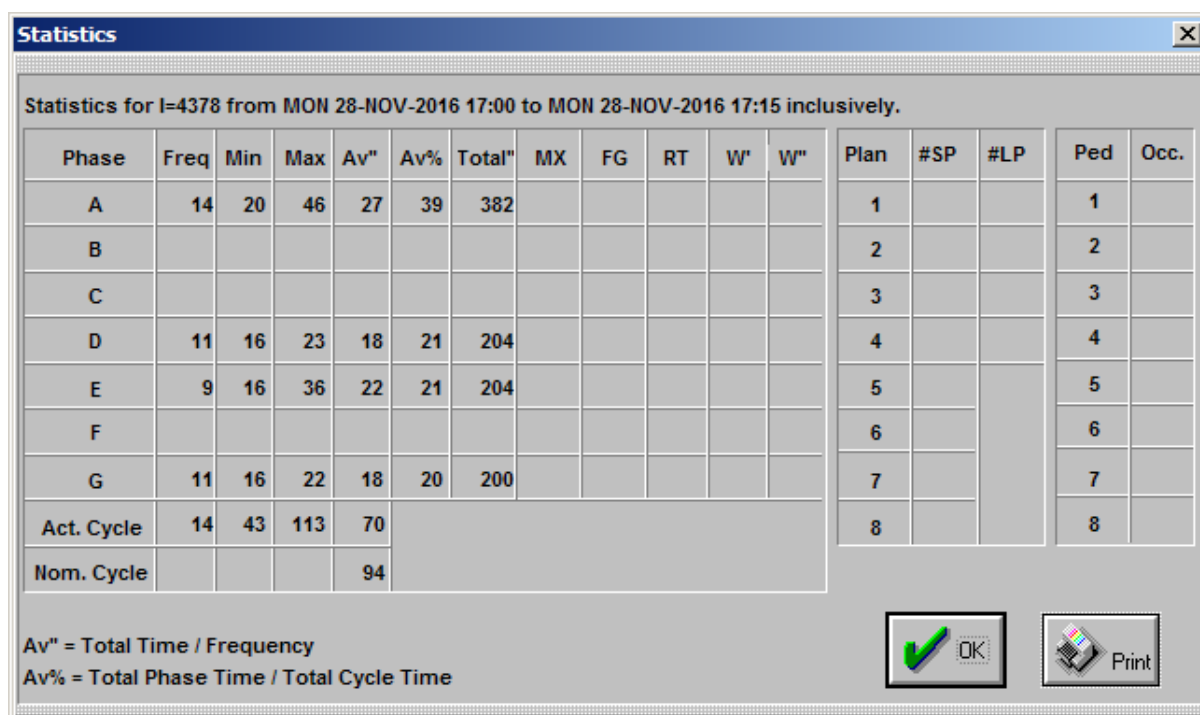 Statistics
Statistics for I=4378 from MON 28-NOV-2016 17:00 to MON 28-NOV-2016 17:15 inclusively.
Phase Freq Min Max Av" Av% Total" MX FG RT W' W" Plan #SP #LP Ped Occ.
A 14 20 46 27 39 382 1 1
B 2 2
C 3 3
D 11 16 23 18 21 204 4 4
E 9 16 36 22 21 204 5 5
F 6 6
G 11 16 22 18 20 200 7 7
Act. Cycle 14 43 113 70 8 8
Nom. Cycle 94
Av" = Total Time / Frequency
Av% = Total Phase Time / Total Cycle Time
OK
Print